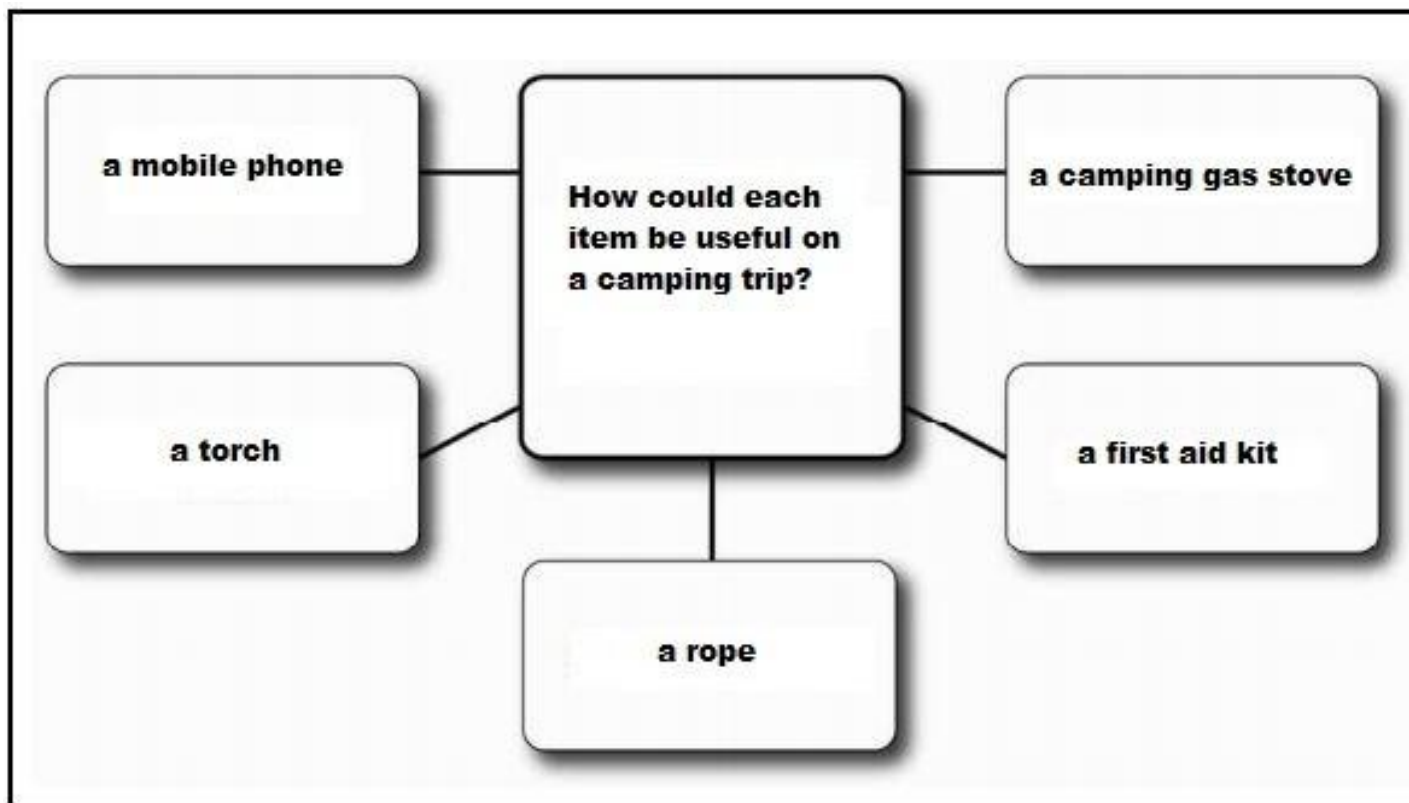 a mobile phone
How could each
item be useful on
a camping trip?
a camping gas stove
a torch
a first aid kit
a rope